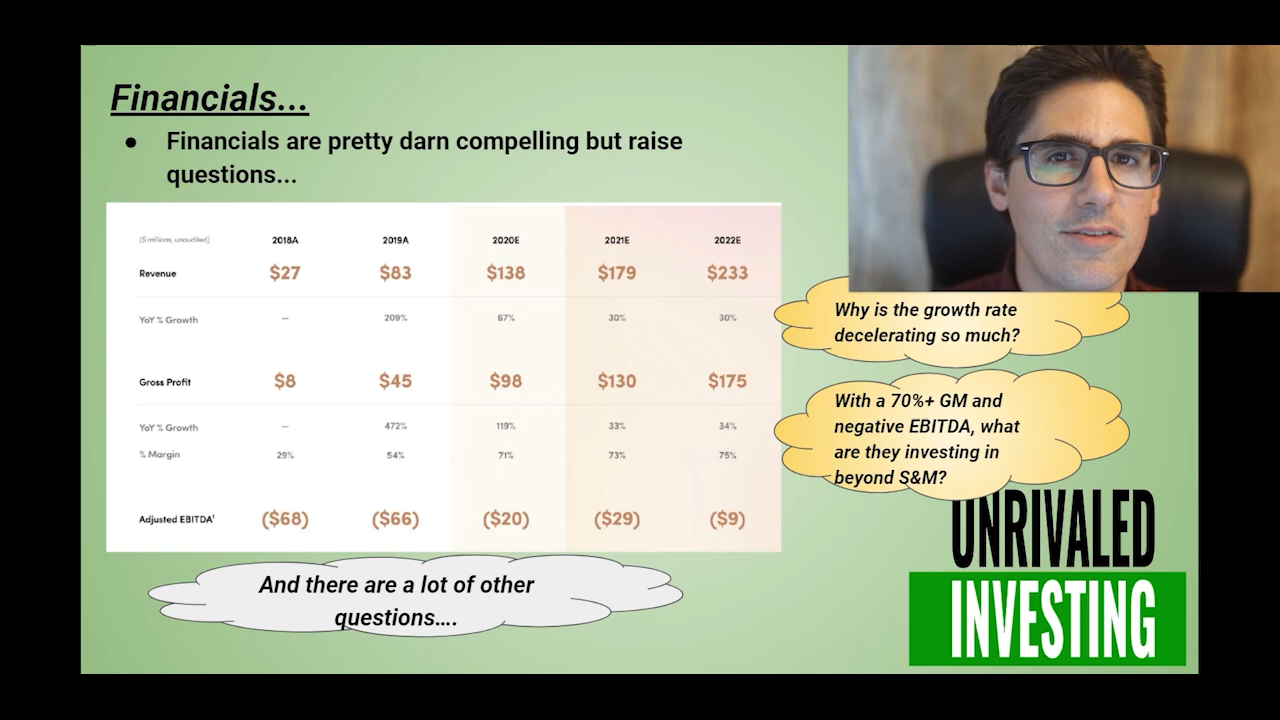 Financials...
● Financials are pretty darn compelling but raise
questions...
($ millions, unaudited) 2018A 2019A 2020E 2021E 2022E
Revenue $27 $83 $138 $179 $233
YoY % Growth — 209% 67% 30% 30%
Gross Profit $8 $45 $98 $130 $175
YoY % Growth — 472% 119% 33% 34%
% Margin 29% 54% 71% 73% 75%
Adjusted EBITDA¹ ($68) ($66) ($20) ($29) ($9)
Why is the growth rate
decelerating so much?
With a 70%+ GM and
negative EBITDA, what
are they investing in
beyond S&M?
And there are a lot of other
questions....
UNRIVALED
INVESTING